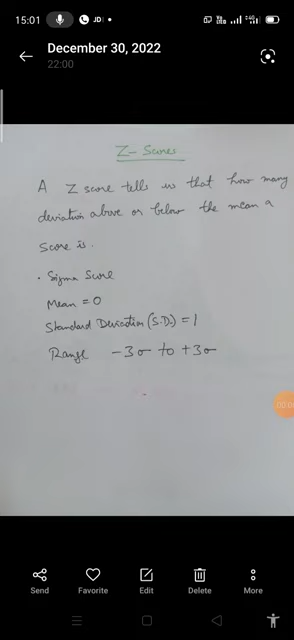 15:01
JD
December 30, 2022
22:00
Z - Scores
A Z score tells us that how many
deviation above or below the mean a
score is.
. Sigma Score
Mean = 0
Standard Deviation (S.D.) = 1
Range -3σ to +3σ
Send
Favorite
Edit
Delete
More